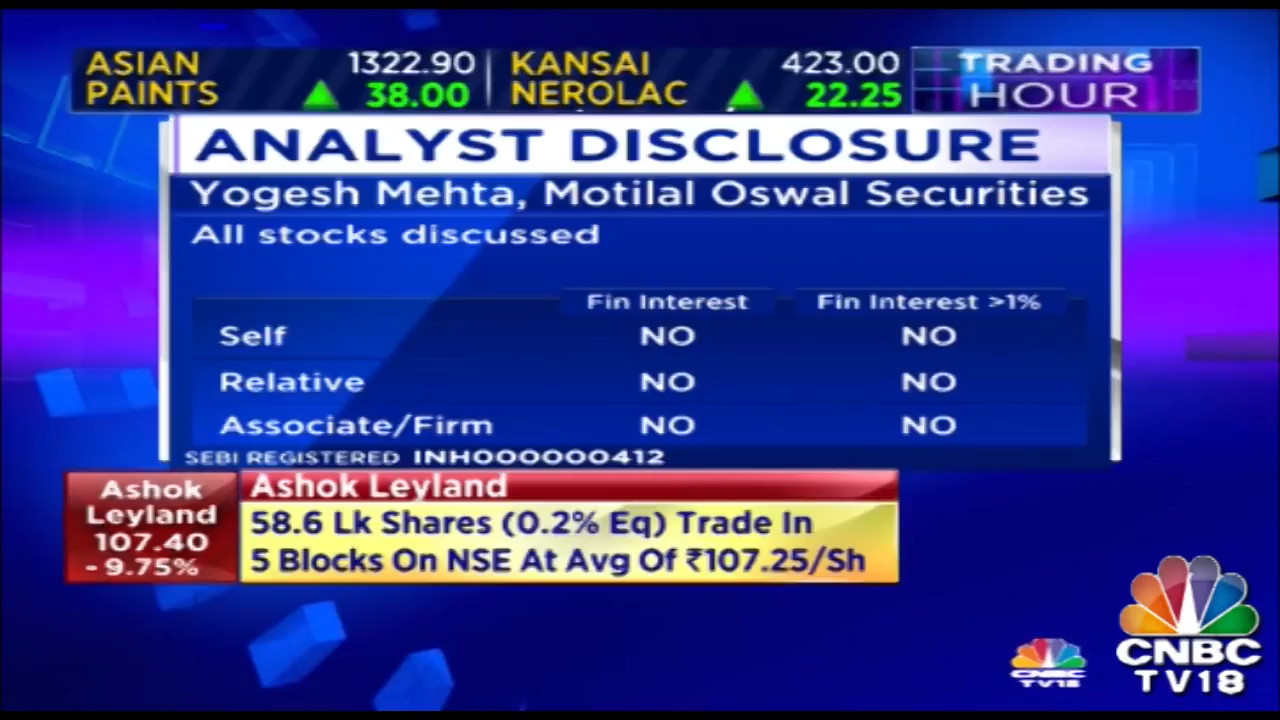 ASIAN PAINTS
1322.90
▲ 38.00
KANSAI NEROLAC
423.00
▲ 22.25
TRADING HOUR
ANALYST DISCLOSURE
Yogesh Mehta, Motilal Oswal Securities
All stocks discussed
Fin Interest Fin Interest >1%
Self NO NO
Relative NO NO
Associate/Firm NO NO
SEBI REGISTERED INH000000412
Ashok
Leyland
107.40
- 9.75%
Ashok Leyland
58.6 Lk Shares (0.2% Eq) Trade In
5 Blocks On NSE At Avg Of ₹107.25/Sh
CNBC
TV18
CNBC
TV18